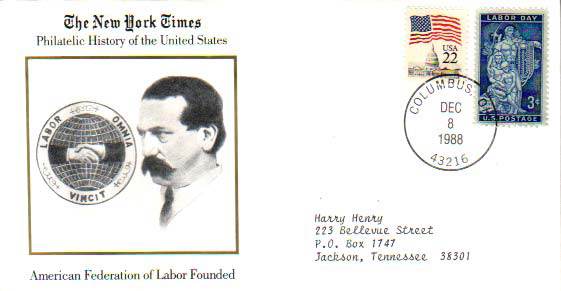 The New York Times
Philatelic History of the United States
LABOR OMNIA VINCIT
American Federation of Labor Founded
USA
22
LABOR DAY
3¢
U.S. POSTAGE
COLUMBUS, OH
DEC
8
1988
43216
Harry Henry
223 Bellevue Street
P.O. Box 1747
Jackson, Tennessee 38301